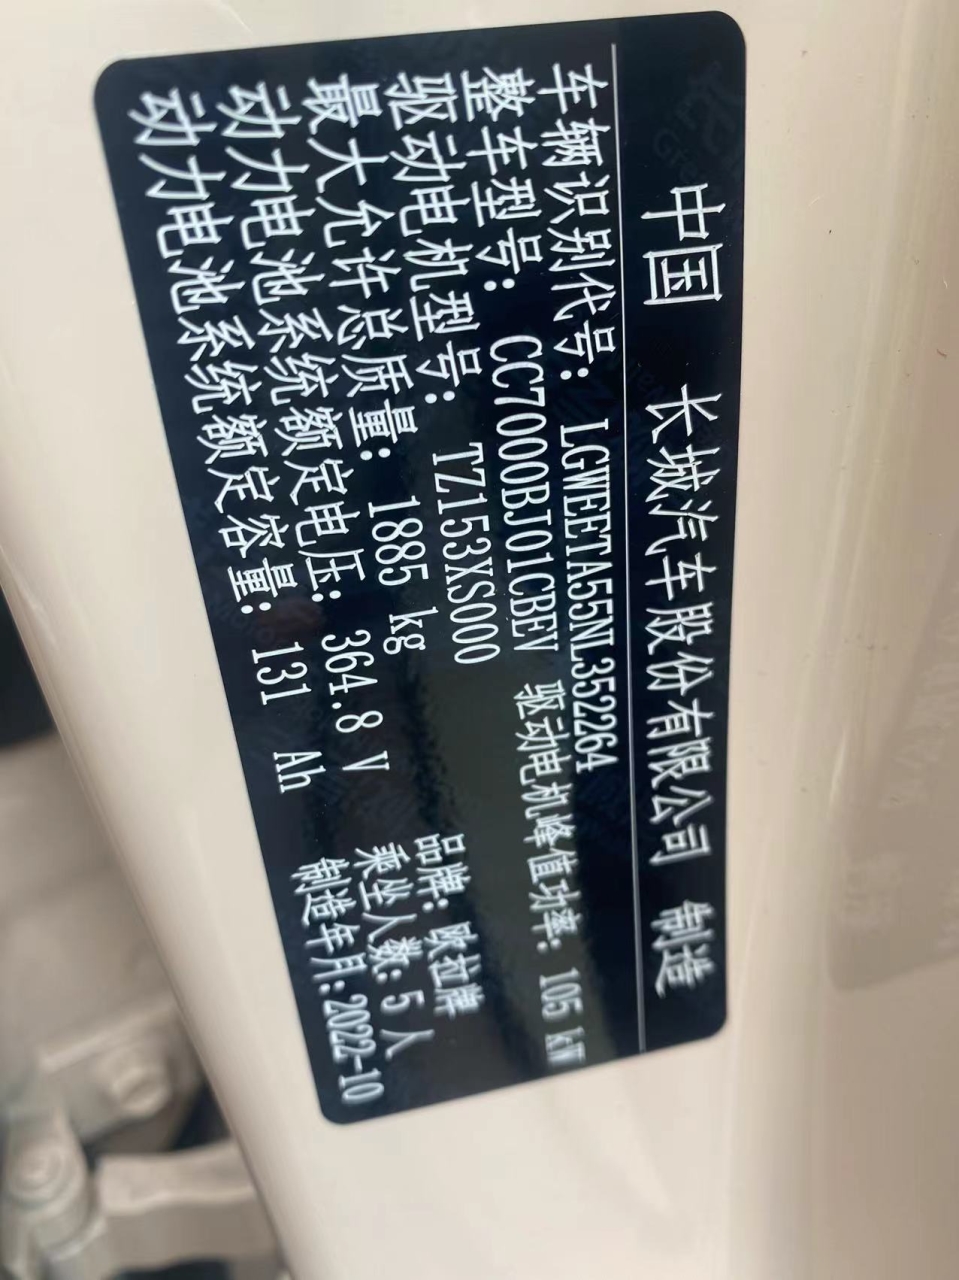 中国 长城汽车股份有限公司 制造
车辆识别代号: LGWEETA55NL352264
整车型号: CC7000BJ01CBEV 驱动电机峰值功率: 105 kW
驱动电机型号: TZ153XS000
最大允许总质量: 1885 kg 品牌: 欧拉牌
动力电池系统额定电压: 364.8 V 乘坐人数: 5 人
动力电池系统额定容量: 131 Ah 制造年月: 2022-10